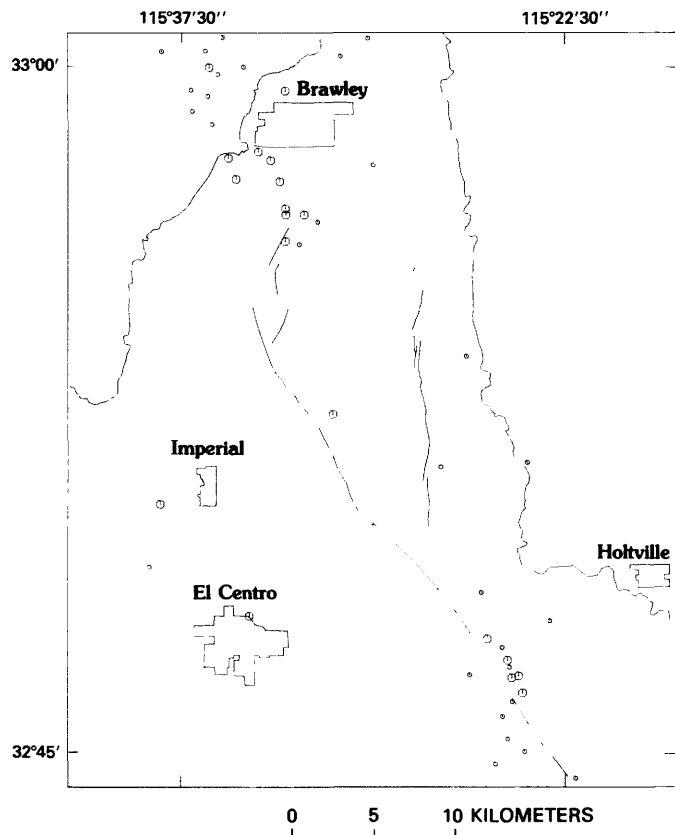 115°37'30" 115°22'30"
33°00'
Brawley
Imperial
Holtville
El Centro
32°45'
0 5 10 KILOMETERS